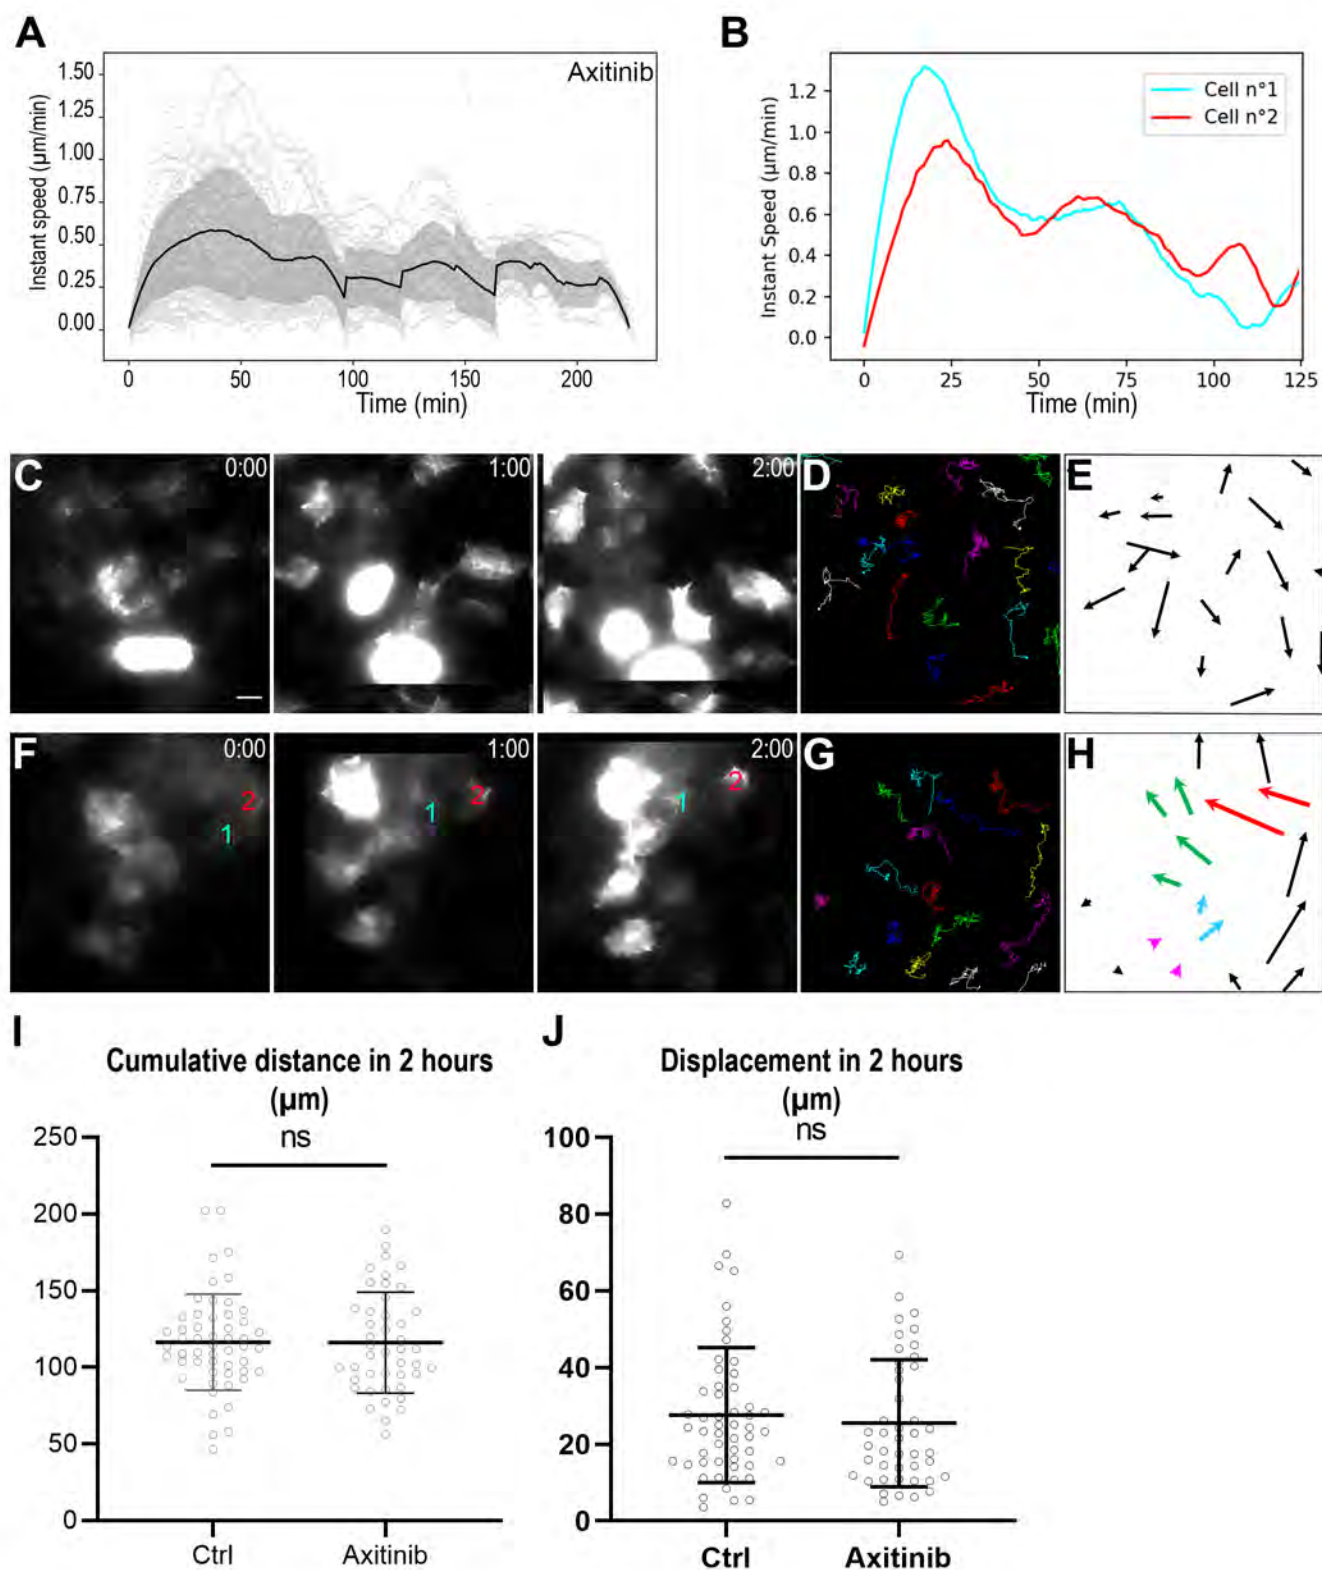 A
B
1.50
1.25
1.00
0.75
0.50
0.25
0.00
Instant speed (µm/min)
Axitinib
0
50
100
150
200
Time (min)
1.2
1.0
0.8
0.6
0.4
0.2
0.0
Instant Speed (µm/min)
Cell n°1
Cell n°2
0
25
50
75
100
125
Time (min)
C
0:00
1:00
2:00
D
E
F
0:00
2
1
1:00
1
2
2:00
1
2
G
H
I
Cumulative distance in 2 hours
(µm)
ns
250
200
150
100
50
0
Ctrl
Axitinib
J
Displacement in 2 hours
(µm)
ns
100
80
60
40
20
0
Ctrl
Axitinib